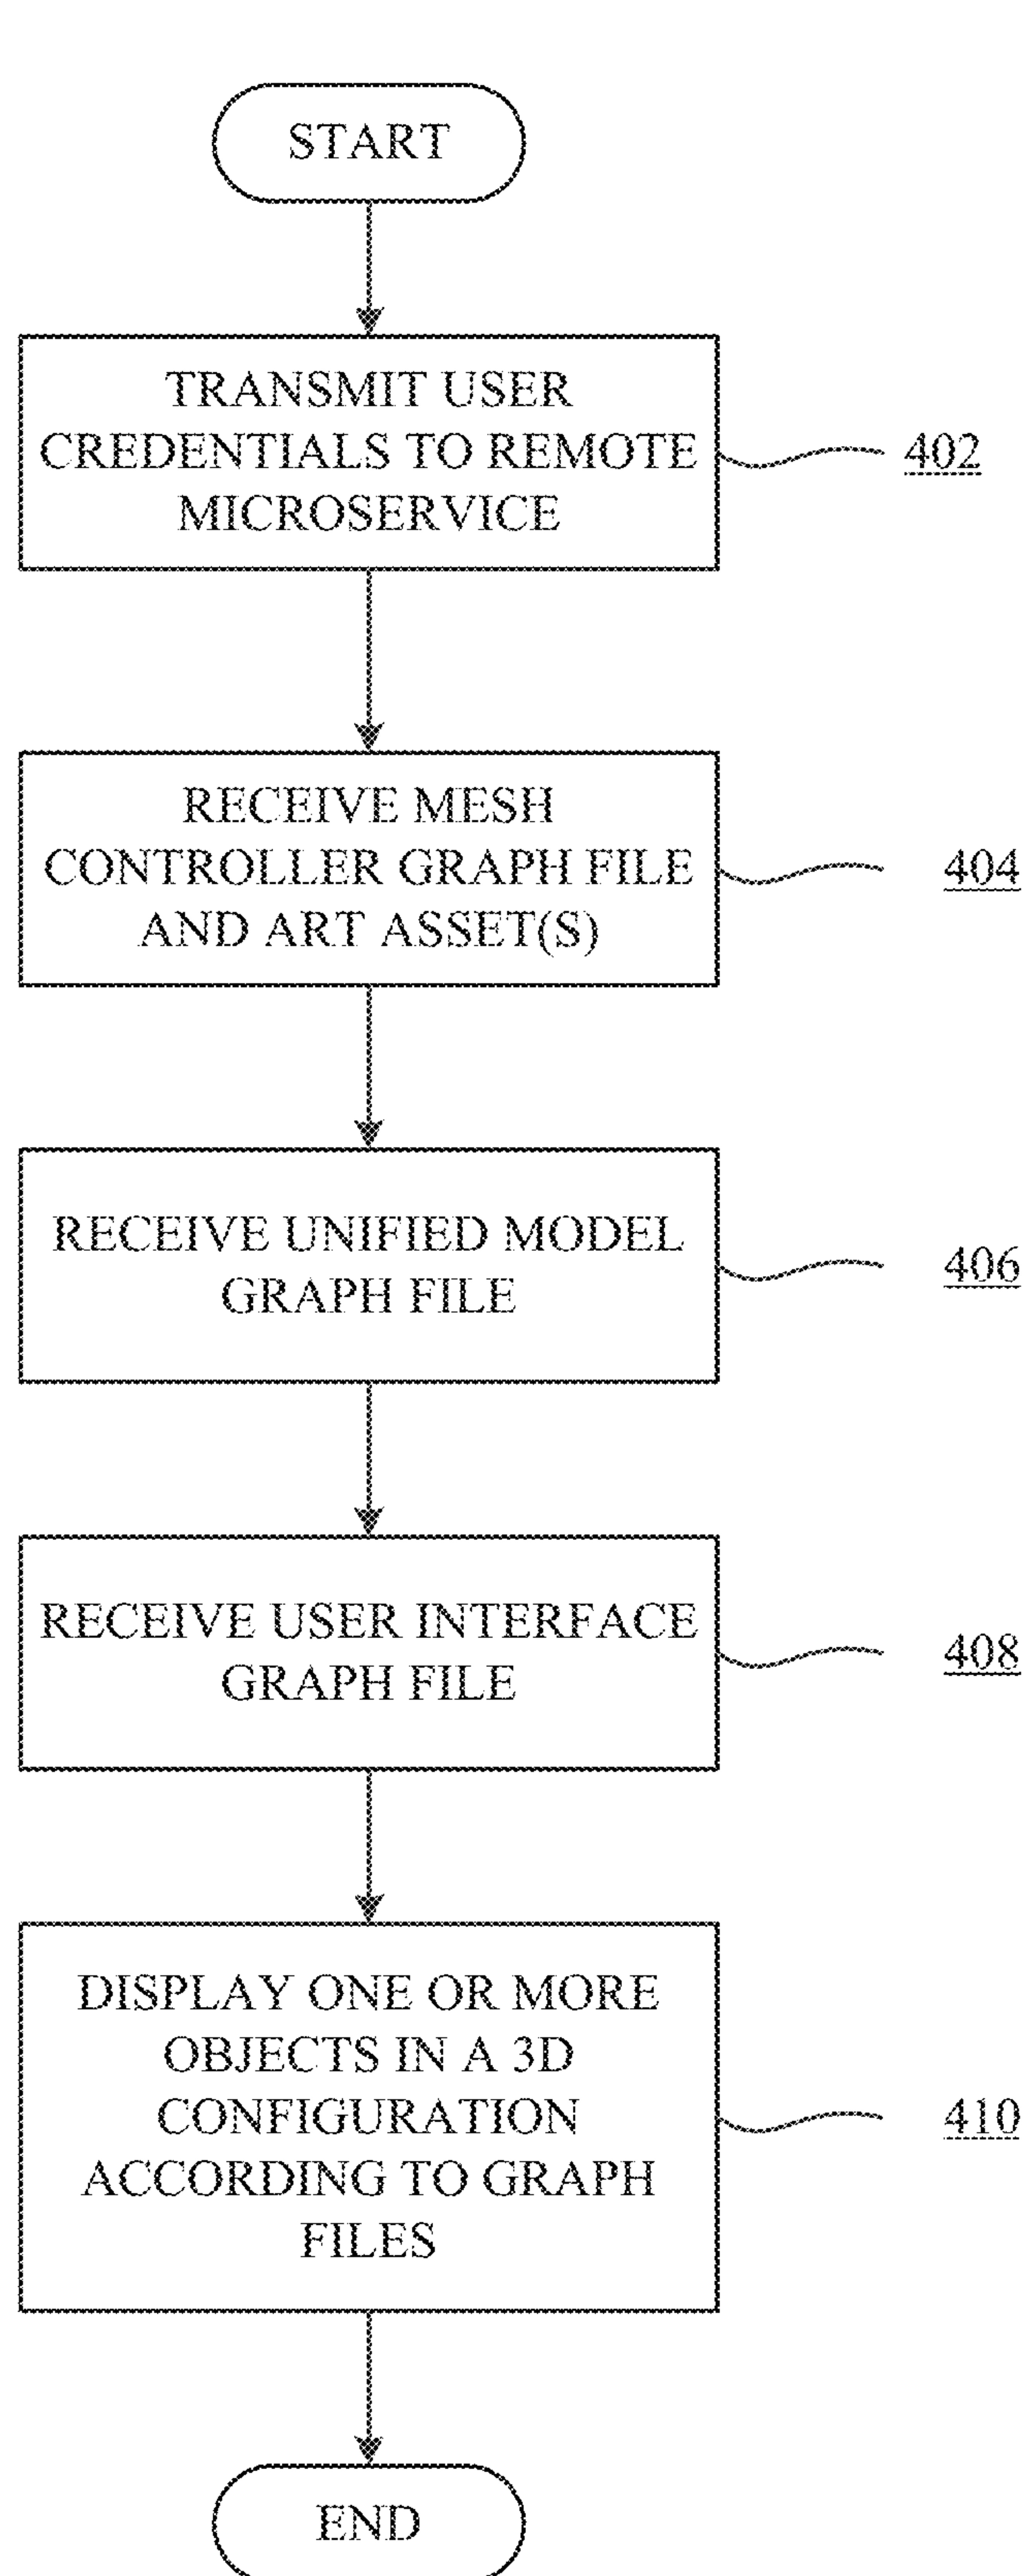 START
TRANSMIT USER
CREDENTIALS TO REMOTE
MICROSERVICE
402
RECEIVE MESH
CONTROLLER GRAPH FILE
AND ART ASSET(S)
404
RECEIVE UNIFIED MODEL
GRAPH FILE
406
RECEIVE USER INTERFACE
GRAPH FILE
408
DISPLAY ONE OR MORE
OBJECTS IN A 3D
CONFIGURATION
ACCORDING TO GRAPH
FILES
410
END